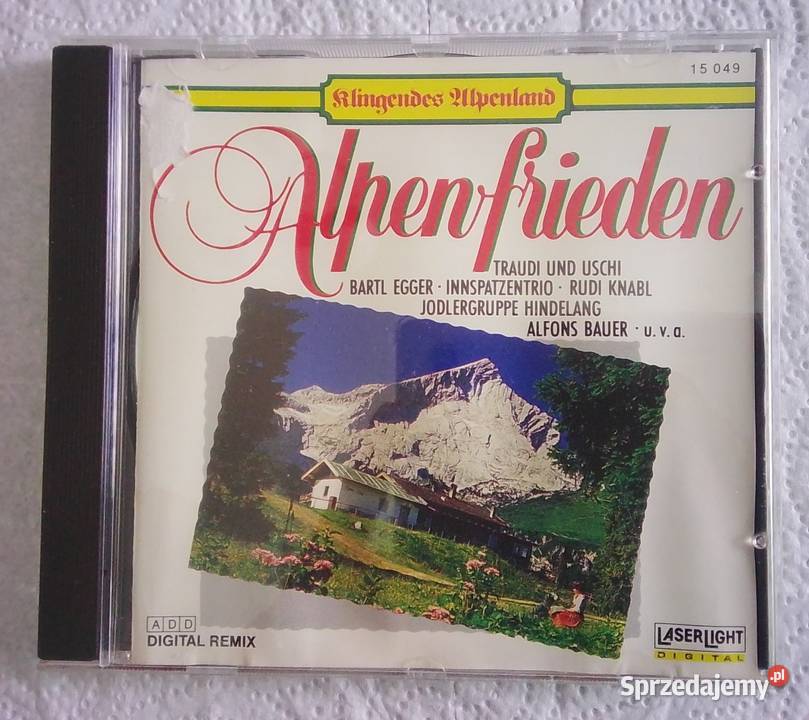 15 049
Klingendes Alpenland
Alpenfrieden
TRAUDI UND USCHI
BARTL EGGER · INNSPATZENTRIO · RUDI KNABL
JODLERGRUPPE HINDELANG
ALFONS BAUER · u.v.a.
ADD
DIGITAL REMIX
LASERLIGHT
DIGITAL
Sprzedajemy.pl